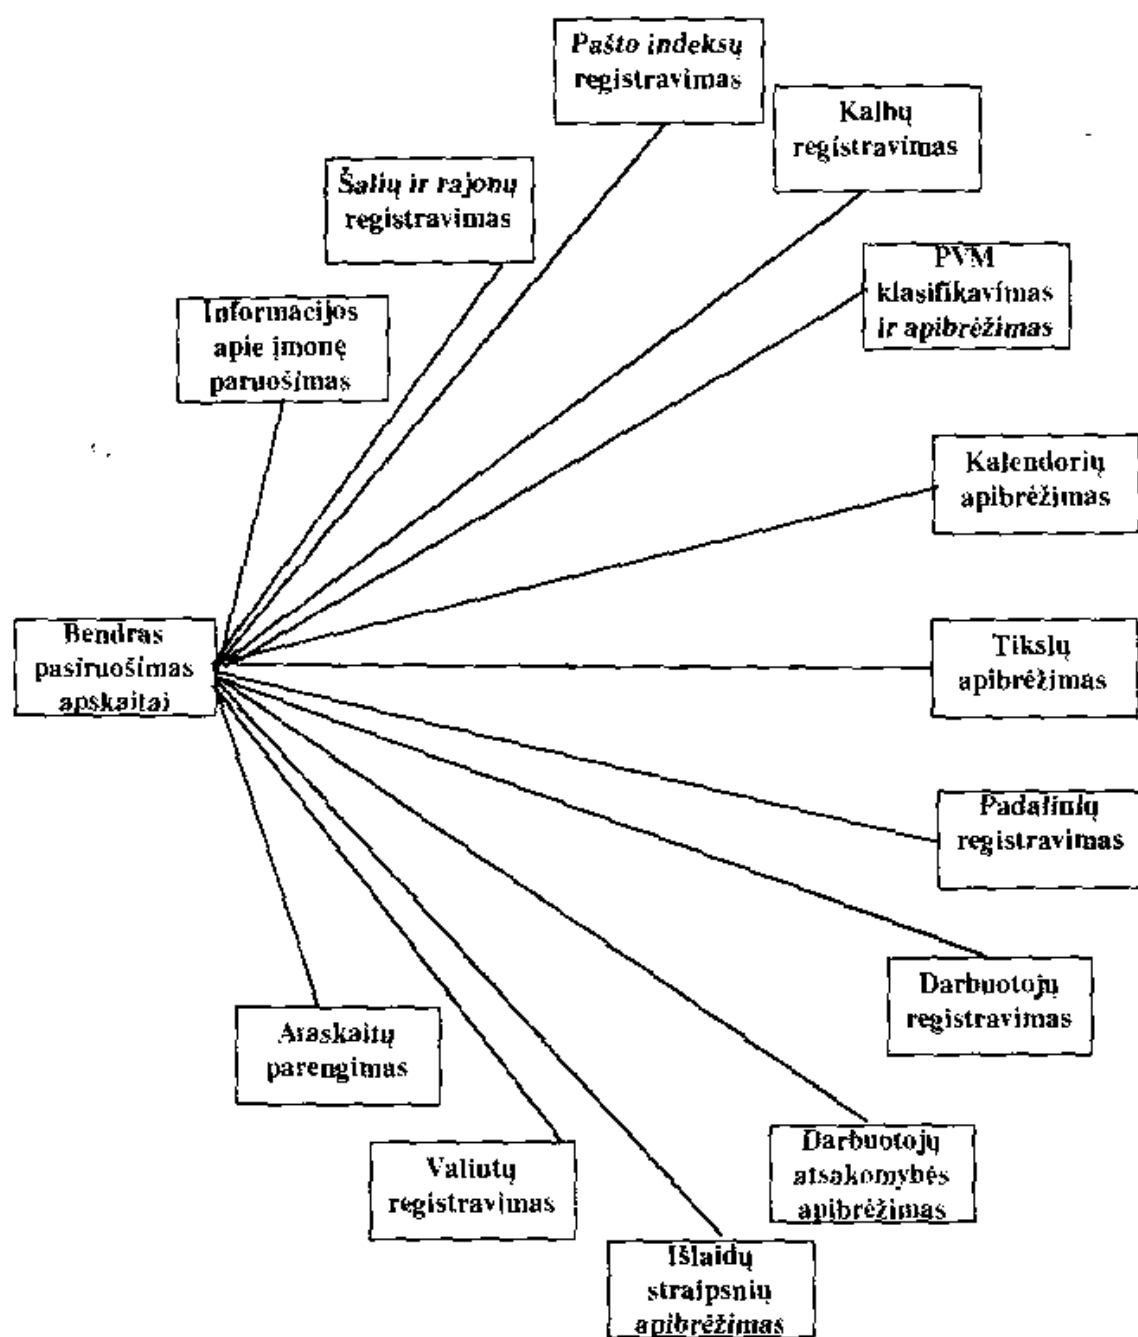 Pašto indeksų
registravimas
Kalbų
registravimas
Šalių ir rajonų
registravimas
PVM
klasifikavimas
ir apibrėžimas
Informacijos
apie įmonę
paruošimas
Kalendorių
apibrėžimas
Bendras
pasiruošimas
apskaitai
Tikslų
apibrėžimas
Padalinių
registravimas
Darbuotojų
registravimas
Ataskaitų
parengimas
Darbuotojų
atsakomybės
apibrėžimas
Valiutų
registravimas
Išlaidų
straipsnių
apibrėžimas